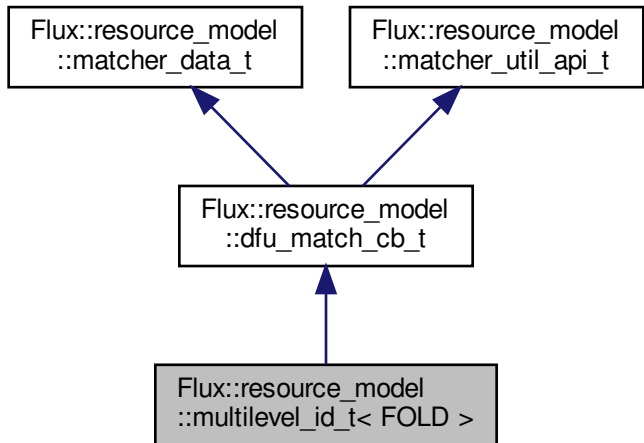 Flux::resource_model
::matcher_data_t
Flux::resource_model
::matcher_util_api_t
Flux::resource_model
::dfu_match_cb_t
Flux::resource_model
::multilevel_id_t< FOLD >